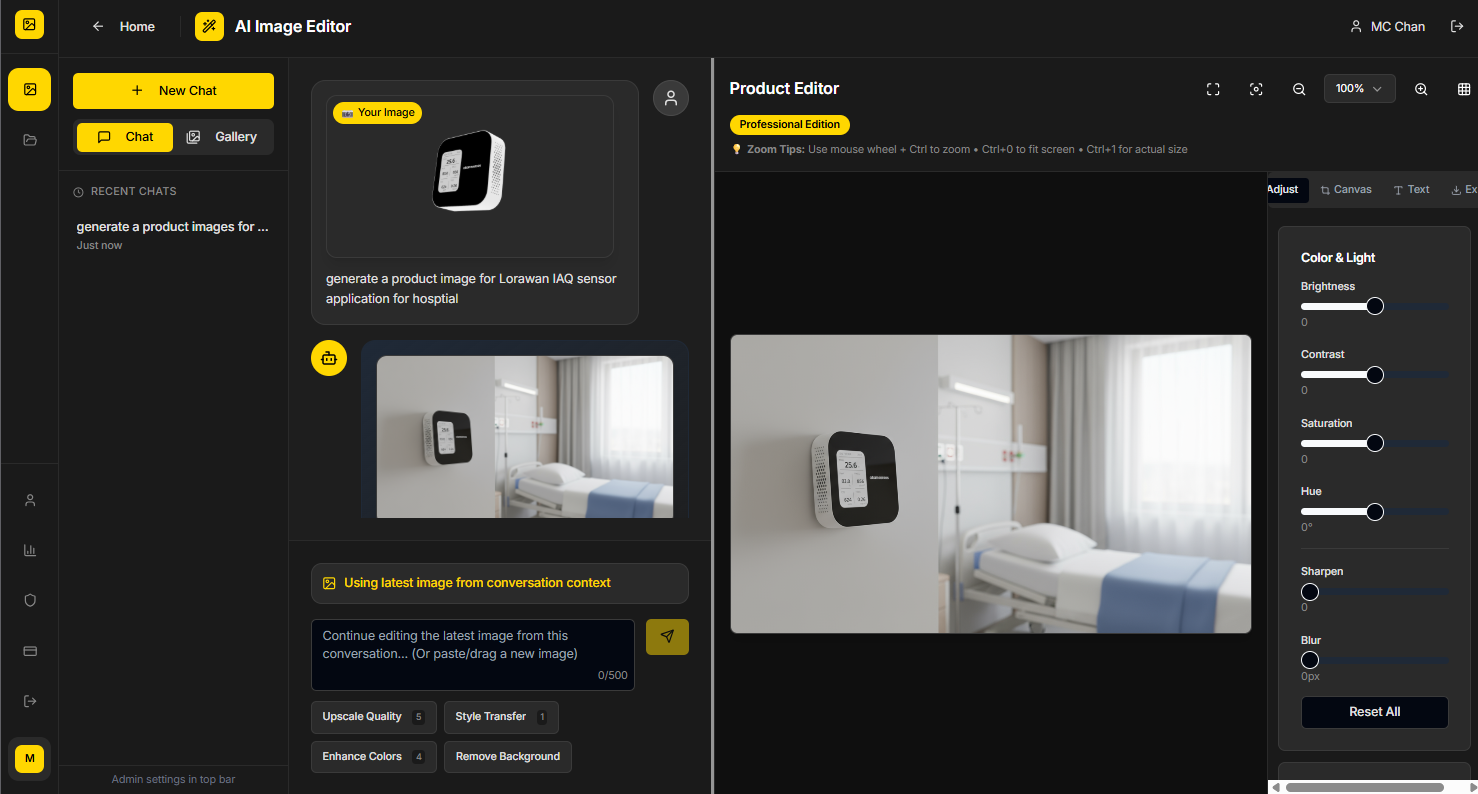 Home
AI Image Editor
MC Chan
New Chat
Chat
Gallery
RECENT CHATS
generate a product images for ...
Just now
Admin settings in top bar
M
Your Image
25.6
generate a product image for Lorawan IAQ sensor
application for hosptial
25.6
Using latest image from conversation context
Continue editing the latest image from this
conversation... (Or paste/drag a new image)
0/500
Upscale Quality 5
Style Transfer 1
Enhance Colors 4
Remove Background
Product Editor
100%
Professional Edition
Zoom Tips: Use mouse wheel + Ctrl to zoom • Ctrl+0 to fit screen • Ctrl+1 for actual size
25.6
Adjust
Canvas
Text
Ex
Color & Light
Brightness
0
Contrast
0
Saturation
0
Hue
0°
Sharpen
0
Blur
0px
Reset All